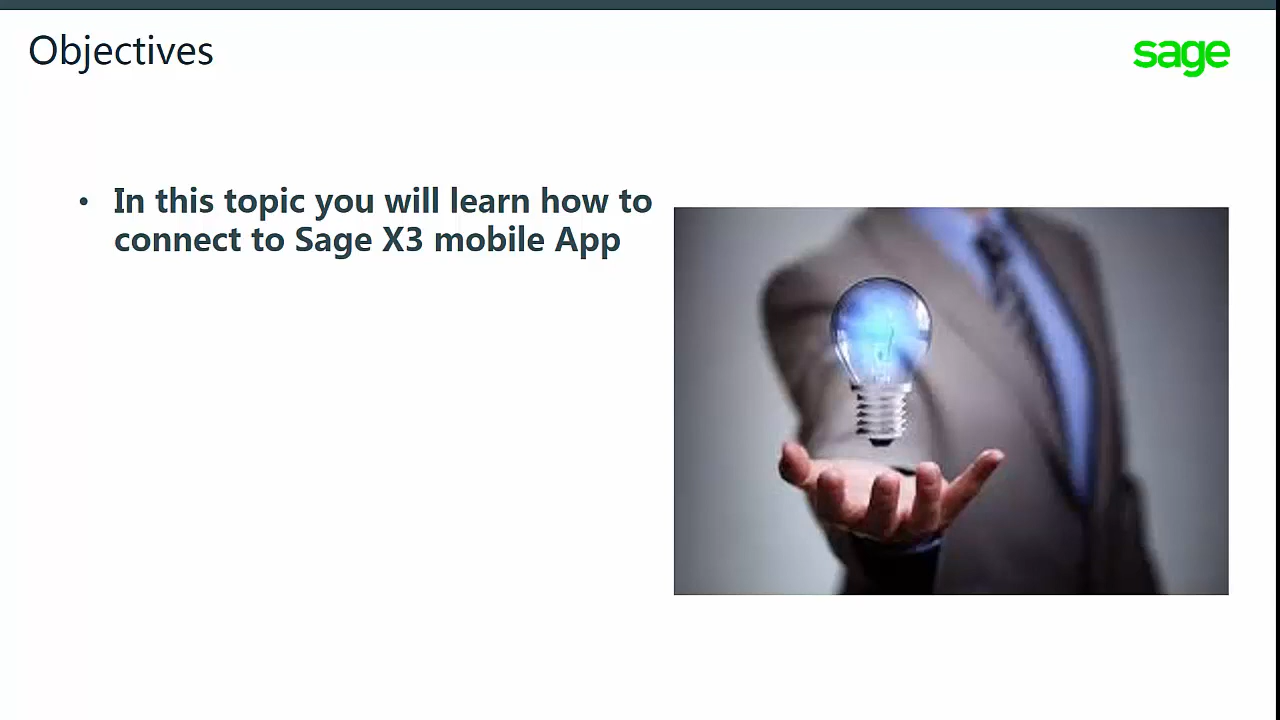 Objectives
sage
• In this topic you will learn how to
connect to Sage X3 mobile App